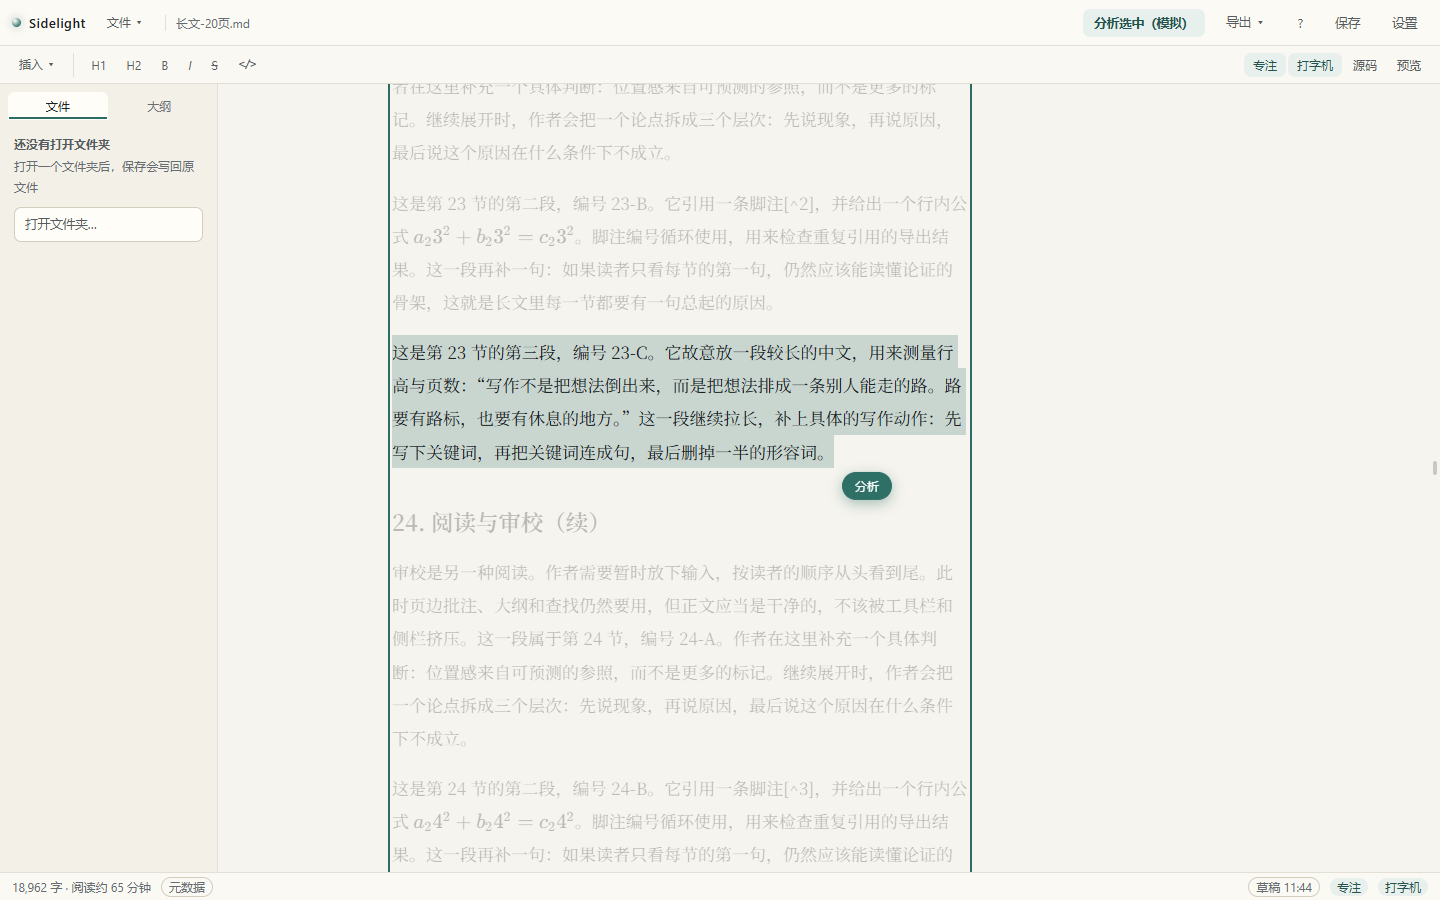 Sidelight 文件 ▾ 长文-20页.md 分析选中（模拟） 导出 ▾ ? 保存 设置
插入 ▾ H1 H2 B I S </> 专注 打字机 源码 预览
文件 大纲
还没有打开文件夹
打开一个文件夹后，保存会写回原
文件
打开文件夹...
者在这里补充一个具体判断：位置感来自可预测的参照，而不是更多的标
记。继续展开时，作者会把一个论点拆成三个层次：先说现象，再说原因，
最后说这个原因在什么条件下不成立。
这是第 23 节的第二段，编号 23-B。它引用一条脚注[^2]，并给出一个行内公
式 a₂3² + b₂3² = c₂3²。脚注编号循环使用，用来检查重复引用的导出结
果。这一段再补一句：如果读者只看每节的第一句，仍然应该能读懂论证的
骨架，这就是长文里每一节都要有一句总起的原因。
这是第 23 节的第三段，编号 23-C。它故意放一段较长的中文，用来测量行
高与页数：“写作不是把想法倒出来，而是把想法排成一条别人能走的路。路
要有路标，也要有休息的地方。”这一段继续拉长，补上具体的写作动作：先
写下关键词，再把关键词连成句，最后删掉一半的形容词。
分析
24. 阅读与审校（续）
审校是另一种阅读。作者需要暂时放下输入，按读者的顺序从头看到尾。此
时页边批注、大纲和查找仍然要用，但正文应当是干净的，不该被工具栏和
侧栏挤压。这一段属于第 24 节，编号 24-A。作者在这里补充一个具体判
断：位置感来自可预测的参照，而不是更多的标记。继续展开时，作者会把
一个论点拆成三个层次：先说现象，再说原因，最后说这个原因在什么条件
下不成立。
这是第 24 节的第二段，编号 24-B。它引用一条脚注[^3]，并给出一个行内公
式 a₂4² + b₂4² = c₂4²。脚注编号循环使用，用来检查重复引用的导出结
果。这一段再补一句：如果读者只看每节的第一句，仍然应该能读懂论证的
18,962 字 · 阅读约 65 分钟 元数据 草稿 11:44 专注 打字机